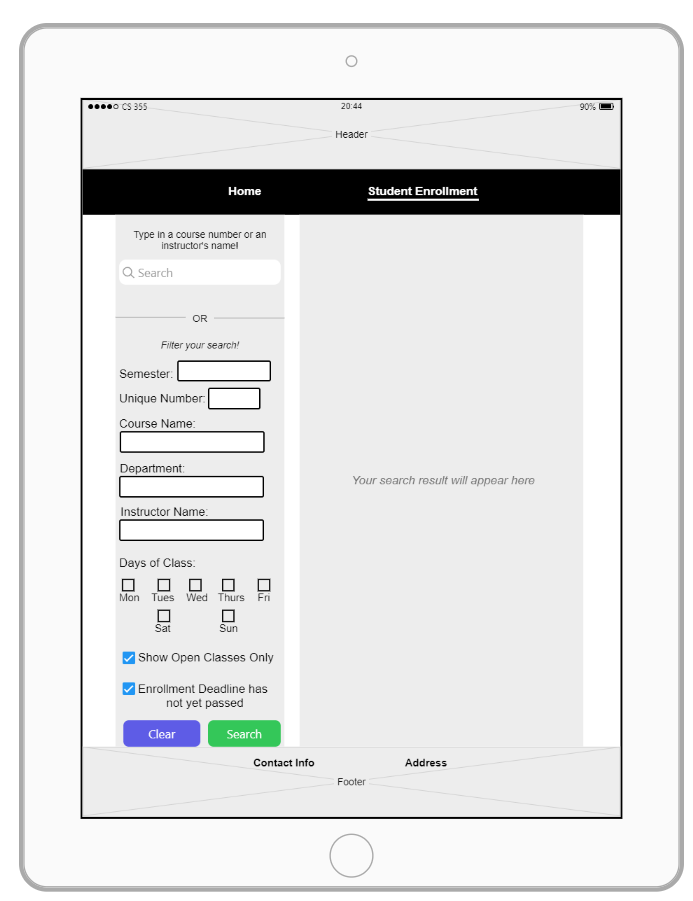 CS 355 20:44 90%
Header
Home Student Enrollment
Type in a course number or an
instructor's name!
Search
OR
Filter your search!
Semester:
Unique Number:
Course Name:
Department:
Instructor Name:
Your search result will appear here
Days of Class:
Mon Tues Wed Thurs Fri
Sat Sun
Show Open Classes Only
Enrollment Deadline has
not yet passed
Clear Search
Contact Info Address
Footer